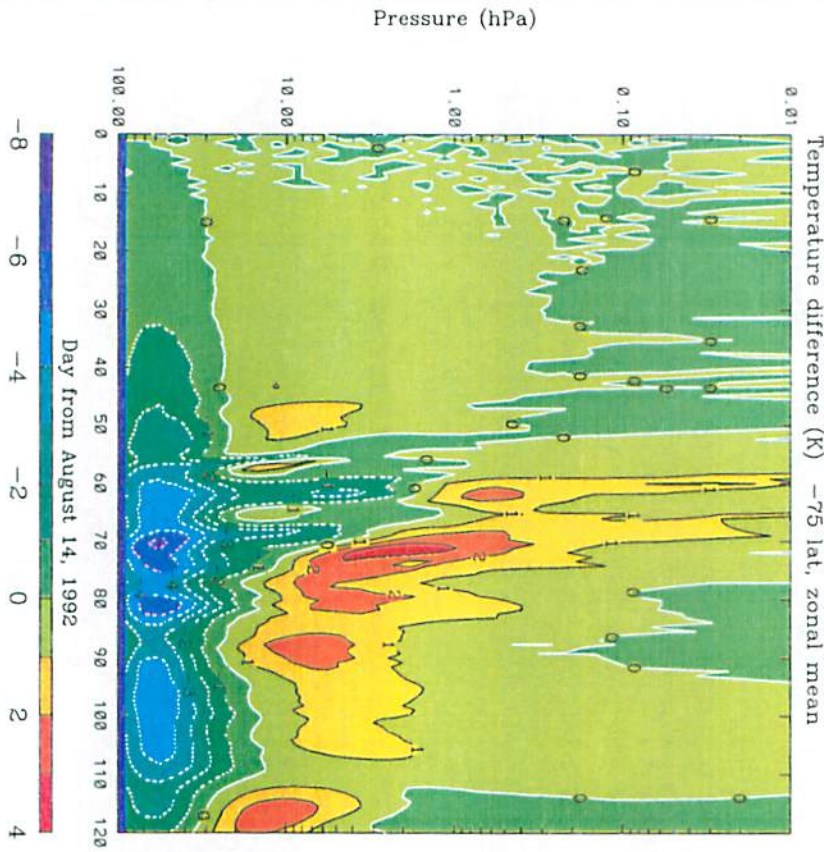 Temperature difference (K)  -75 lat, zonal mean
Pressure (hPa)
0.01
0.10
1.00
10.00
100.00
0 10 20 30 40 50 60 70 80 90 100 110 120
Day from August 14, 1992
-8 -6 -4 -2 0 2 4